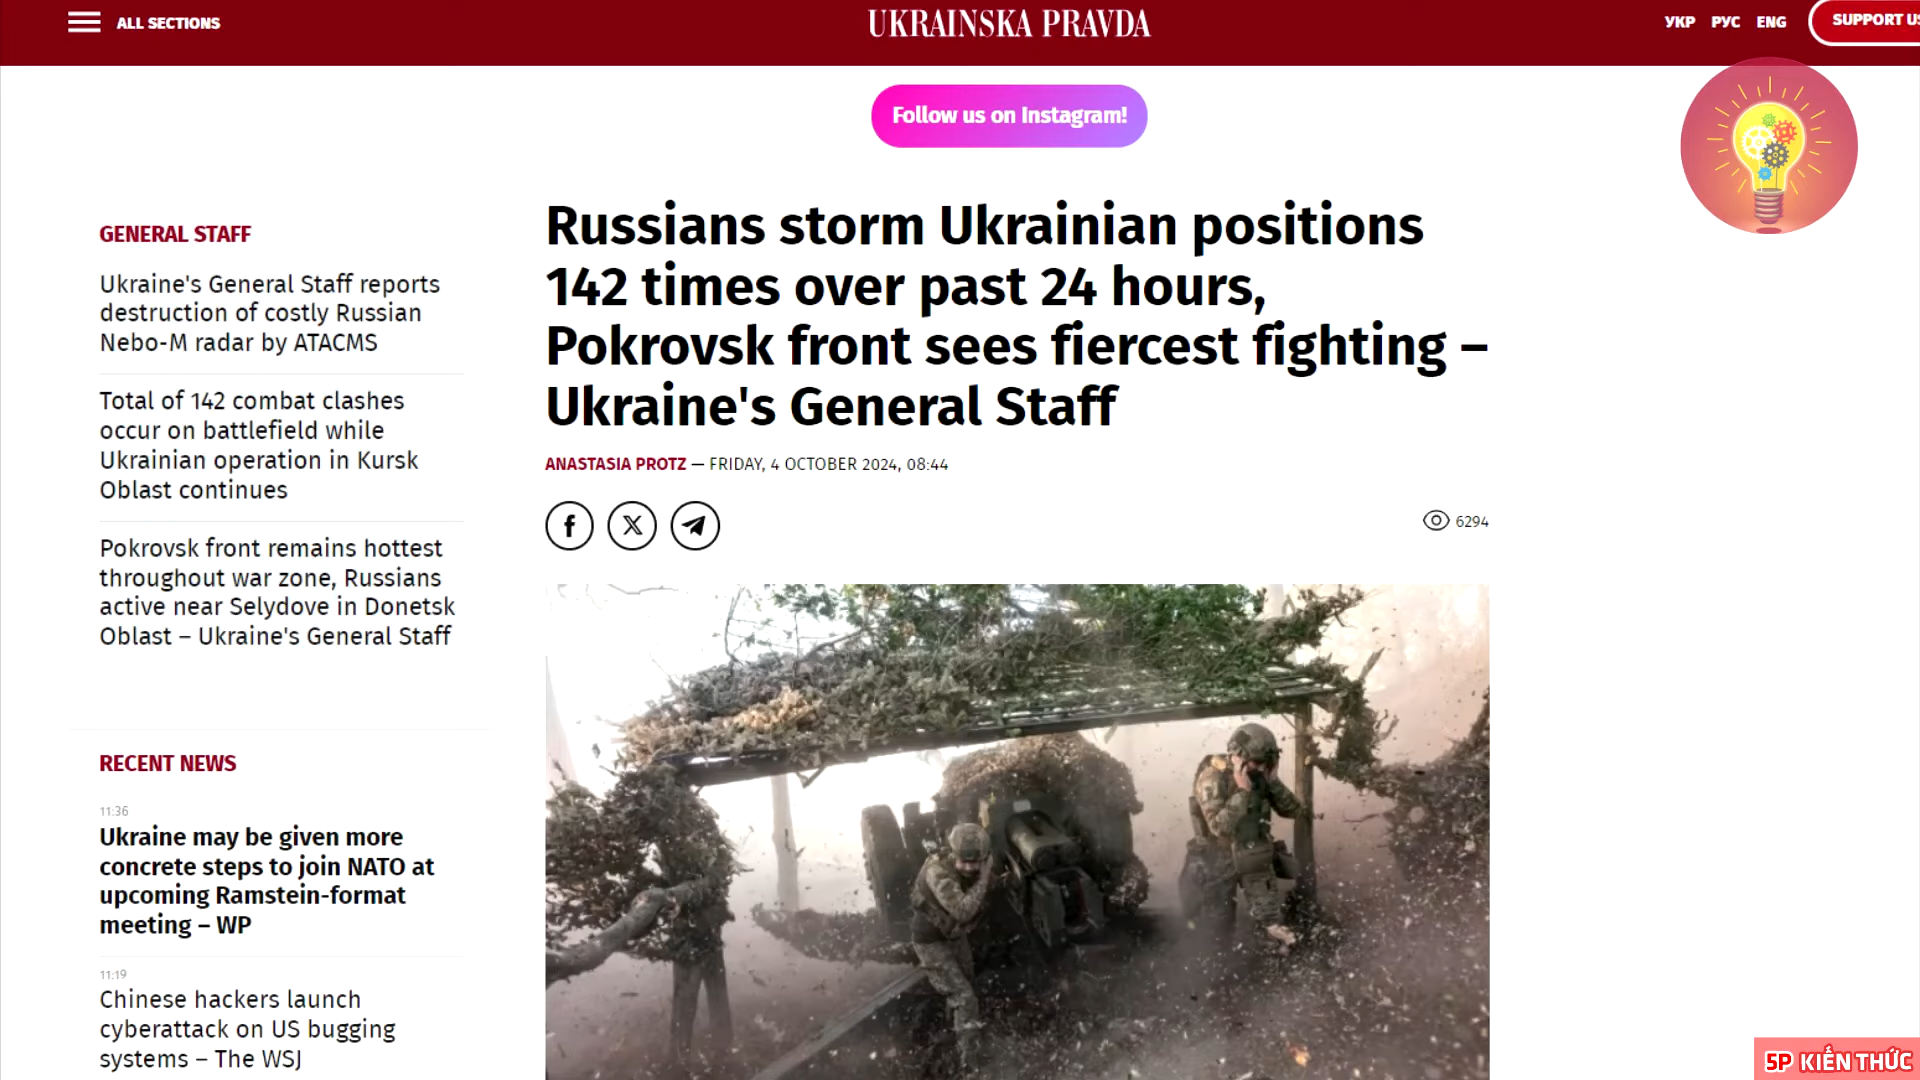 ALL SECTIONS
UKRAINSKA PRAVDA
УКР РУС ENG
SUPPORT US
Follow us on Instagram!
GENERAL STAFF
Ukraine's General Staff reports
destruction of costly Russian
Nebo-M radar by ATACMS
Total of 142 combat clashes
occur on battlefield while
Ukrainian operation in Kursk
Oblast continues
Pokrovsk front remains hottest
throughout war zone, Russians
active near Selydove in Donetsk
Oblast – Ukraine's General Staff
RECENT NEWS
11:36
Ukraine may be given more
concrete steps to join NATO at
upcoming Ramstein-format
meeting – WP
11:19
Chinese hackers launch
cyberattack on US bugging
systems – The WSJ
Russians storm Ukrainian positions
142 times over past 24 hours,
Pokrovsk front sees fiercest fighting –
Ukraine's General Staff
ANASTASIA PROTZ — FRIDAY, 4 OCTOBER 2024, 08:44
6294
5P KIẾN THỨC